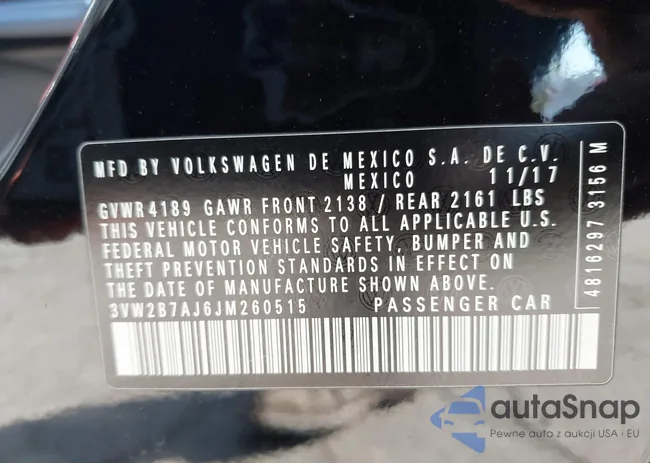 MFD BY VOLKSWAGEN DE MEXICO S.A. DE C.V.
MEXICO 11/17
GVWR 4189 GAWR FRONT 2138 / REAR 2161 LBS
THIS VEHICLE CONFORMS TO ALL APPLICABLE U.S.
FEDERAL MOTOR VEHICLE SAFETY, BUMPER AND
THEFT PREVENTION STANDARDS IN EFFECT ON
THE DATE OF MANUFACTURE SHOWN ABOVE.
3VW2B7AJ6JM260515 PASSENGER CAR
4816297 3156 M
autaSnap
Pewne auto z aukcji USA i EU